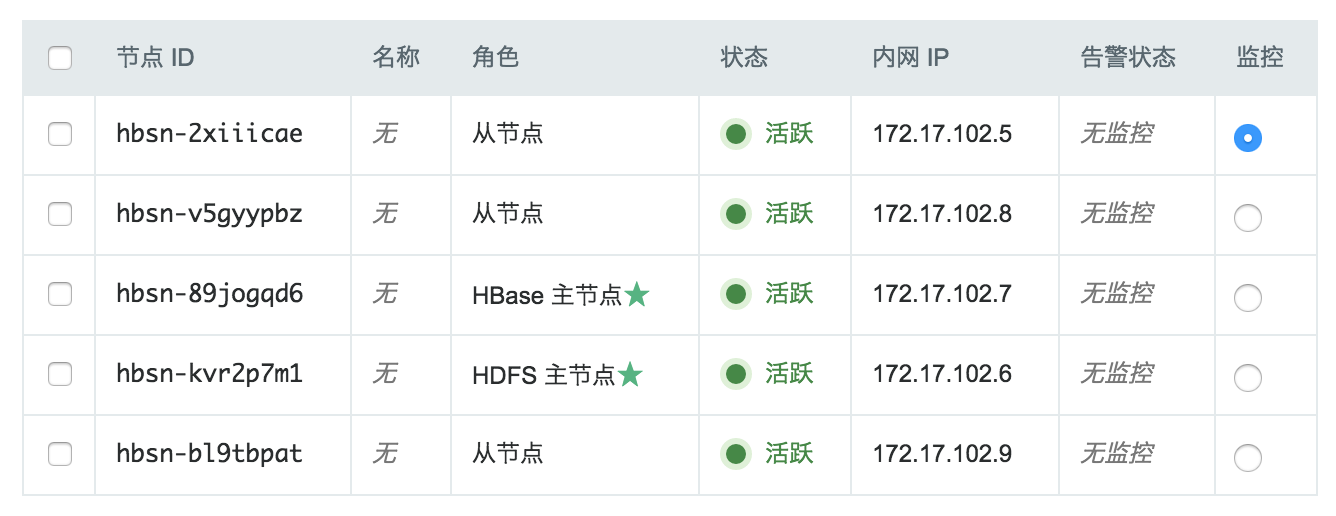 节点 ID 名称 角色 状态 内网 IP 告警状态 监控
hbsn-2xiiicae 无 从节点 活跃 172.17.102.5 无监控
hbsn-v5gyypbz 无 从节点 活跃 172.17.102.8 无监控
hbsn-89jogqd6 无 HBase 主节点★ 活跃 172.17.102.7 无监控
hbsn-kvr2p7m1 无 HDFS 主节点★ 活跃 172.17.102.6 无监控
hbsn-bl9tbpat 无 从节点 活跃 172.17.102.9 无监控